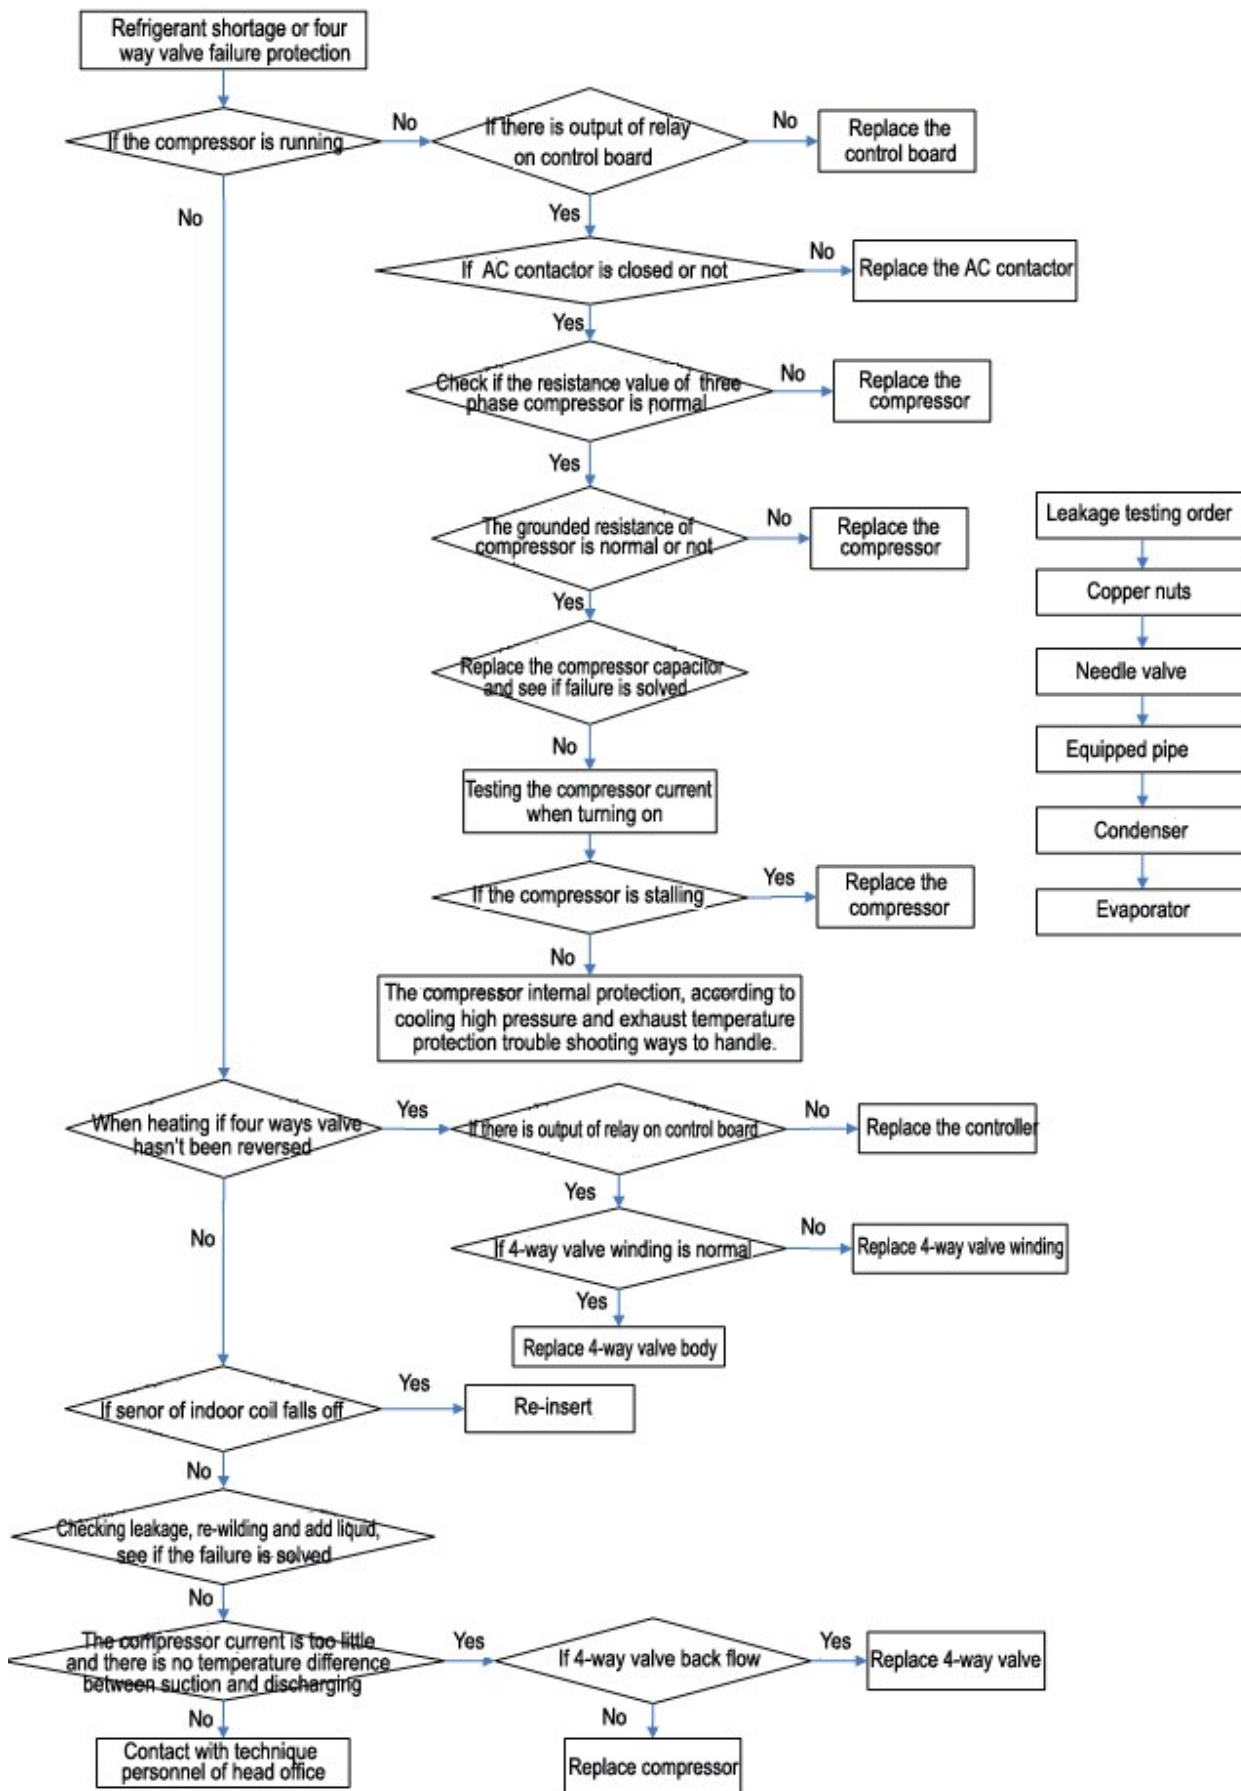 Refrigerant shortage or four
way valve failure protection
If the compressor is running
No
If there is output of relay
on control board
No
Replace the
control board
No
Yes
If AC contactor is closed or not
No
Replace the AC contactor
Yes
Check if the resistance value of three
phase compressor is normal
No
Replace the
compressor
Yes
The grounded resistance of
compressor is normal or not
No
Replace the
compressor
Yes
Replace the compressor capacitor
and see if failure is solved
No
Testing the compressor current
when turning on
If the compressor is stalling
Yes
Replace the
compressor
No
The compressor internal protection, according to
cooling high pressure and exhaust temperature
protection trouble shooting ways to handle.
Leakage testing order
Copper nuts
Needle valve
Equipped pipe
Condenser
Evaporator
When heating if four ways valve
hasn't been reversed
Yes
If there is output of relay on control board
No
Replace the controller
Yes
No
If 4-way valve winding is normal
No
Replace 4-way valve winding
Yes
Replace 4-way valve body
If senor of indoor coil falls off
Yes
Re-insert
No
Checking leakage, re-wilding and add liquid,
see if the failure is solved
No
The compressor current is too little
and there is no temperature difference
between suction and discharging
Yes
If 4-way valve back flow
Yes
Replace 4-way valve
No
No
Contact with technique
personnel of head office
Replace compressor